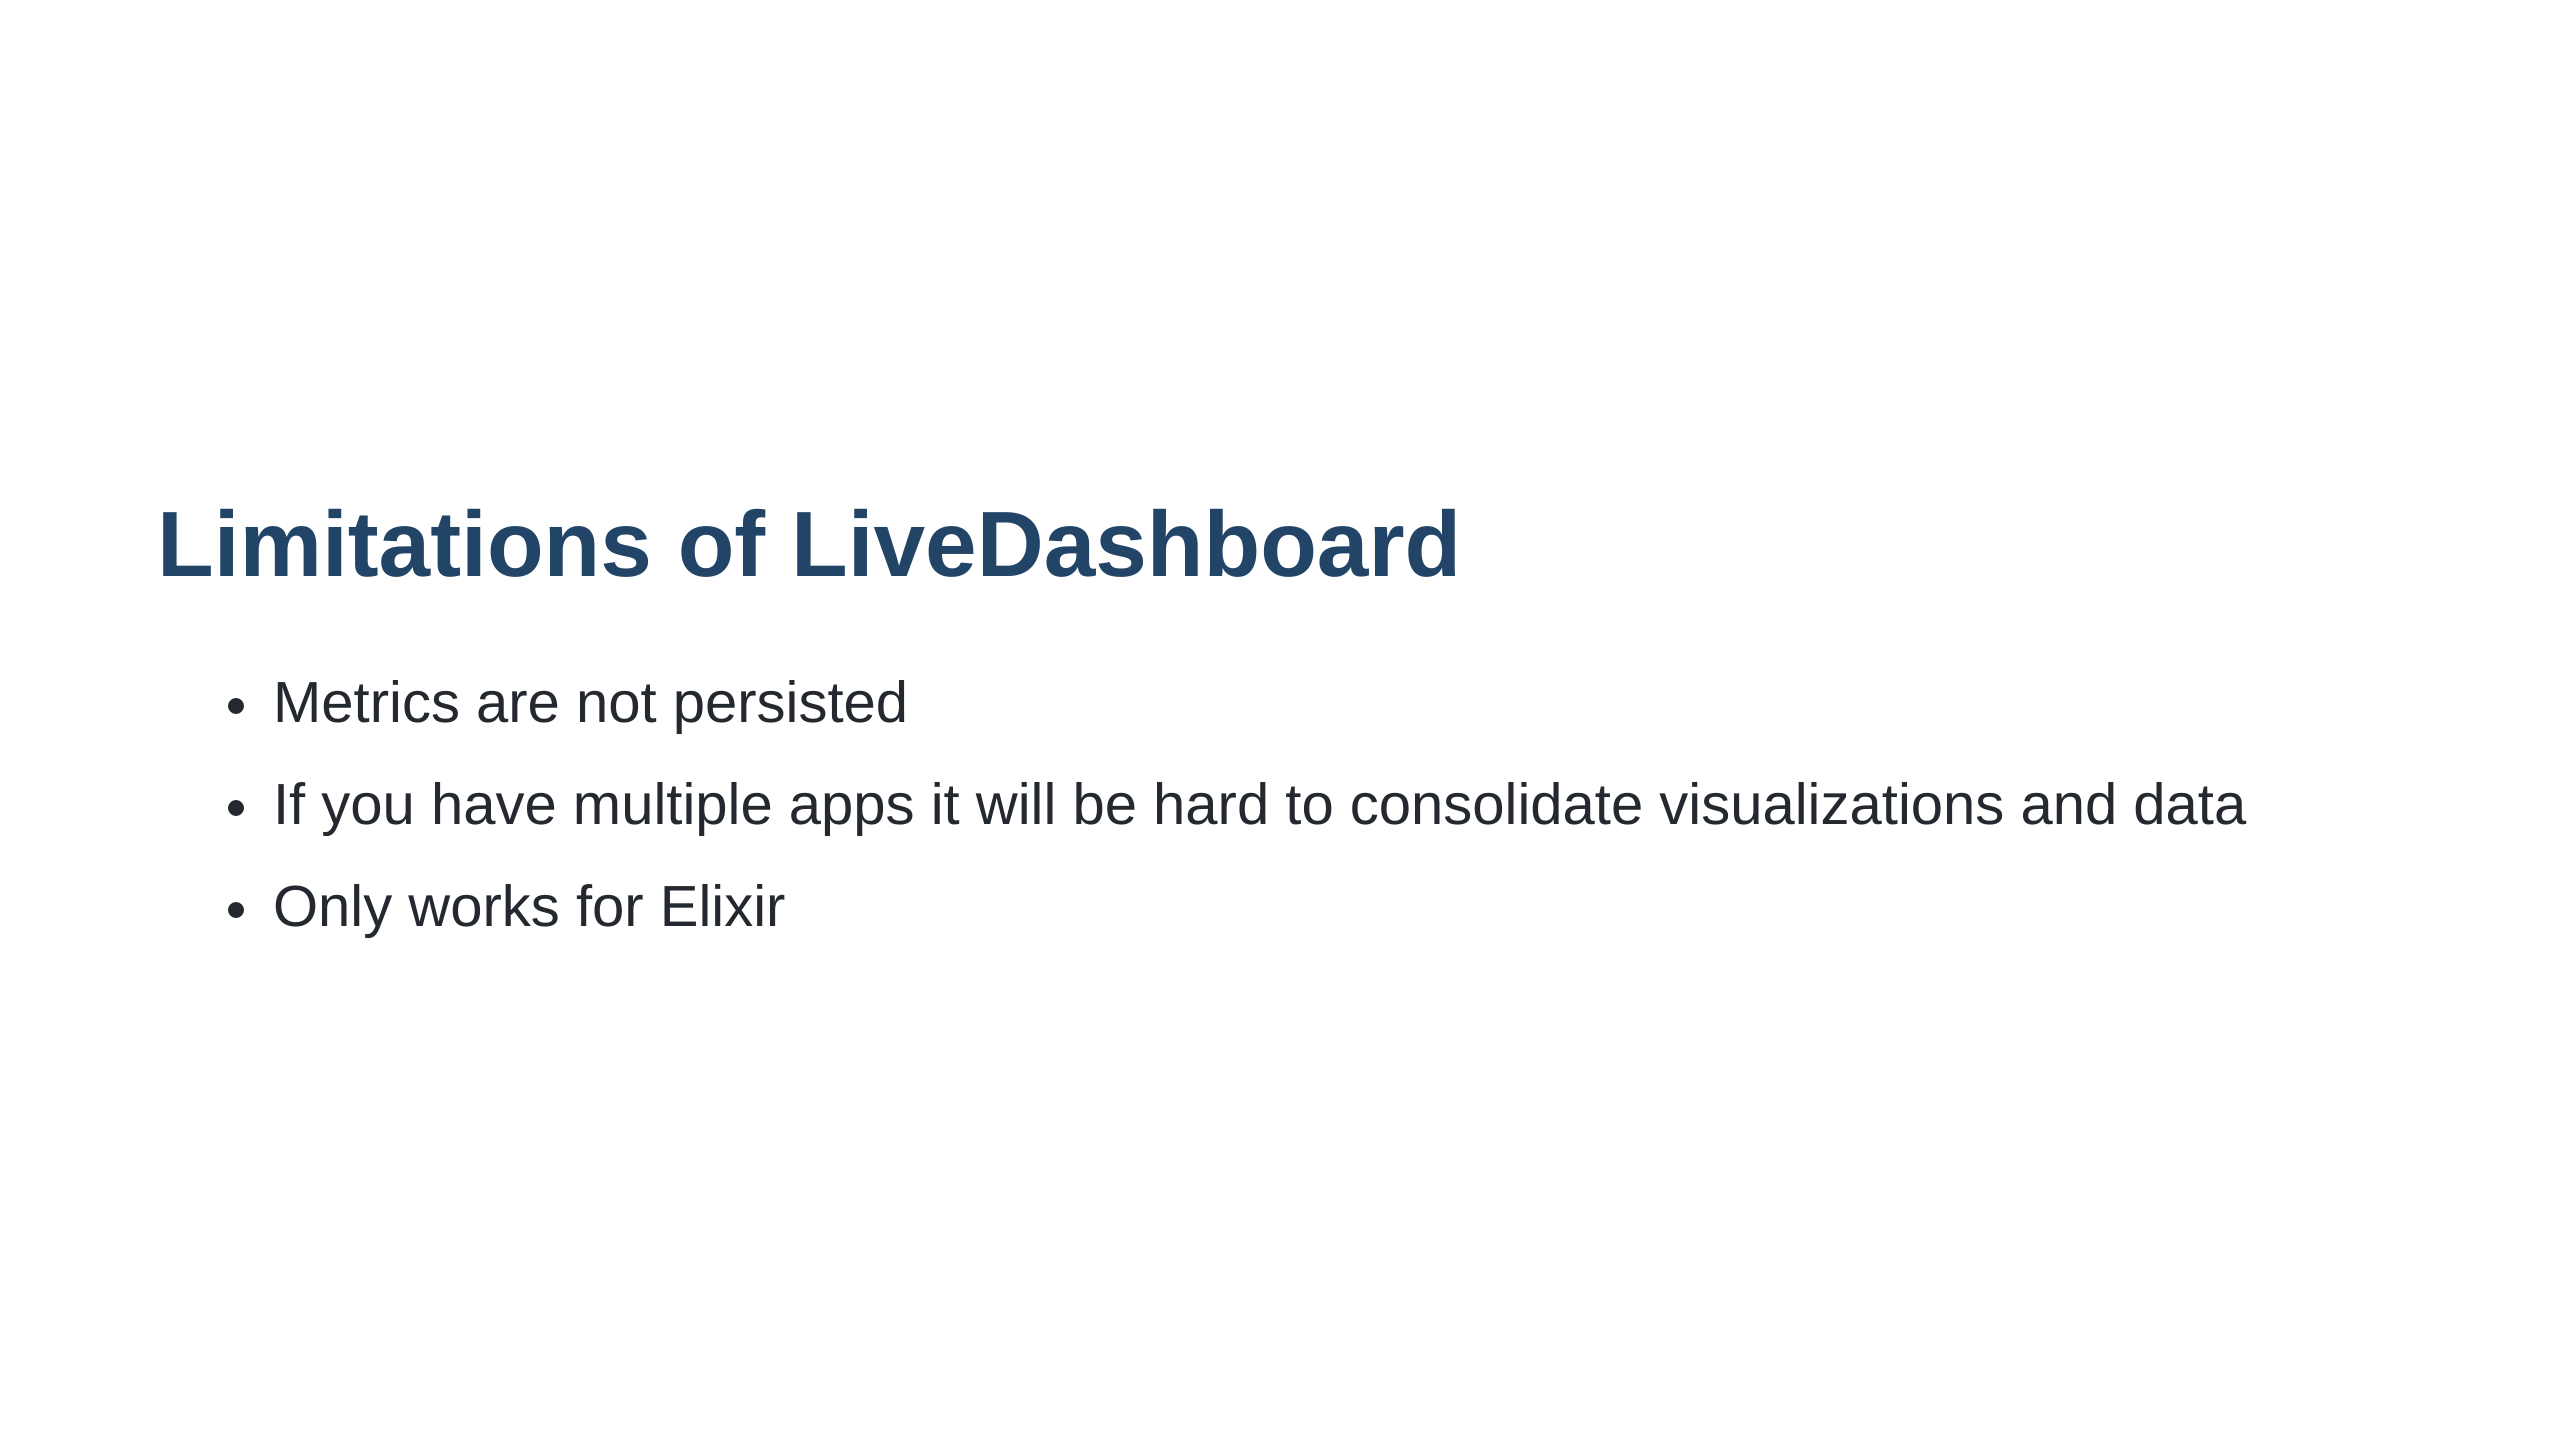 Limitations of LiveDashboard
• Metrics are not persisted
• If you have multiple apps it will be hard to consolidate visualizations and data
• Only works for Elixir